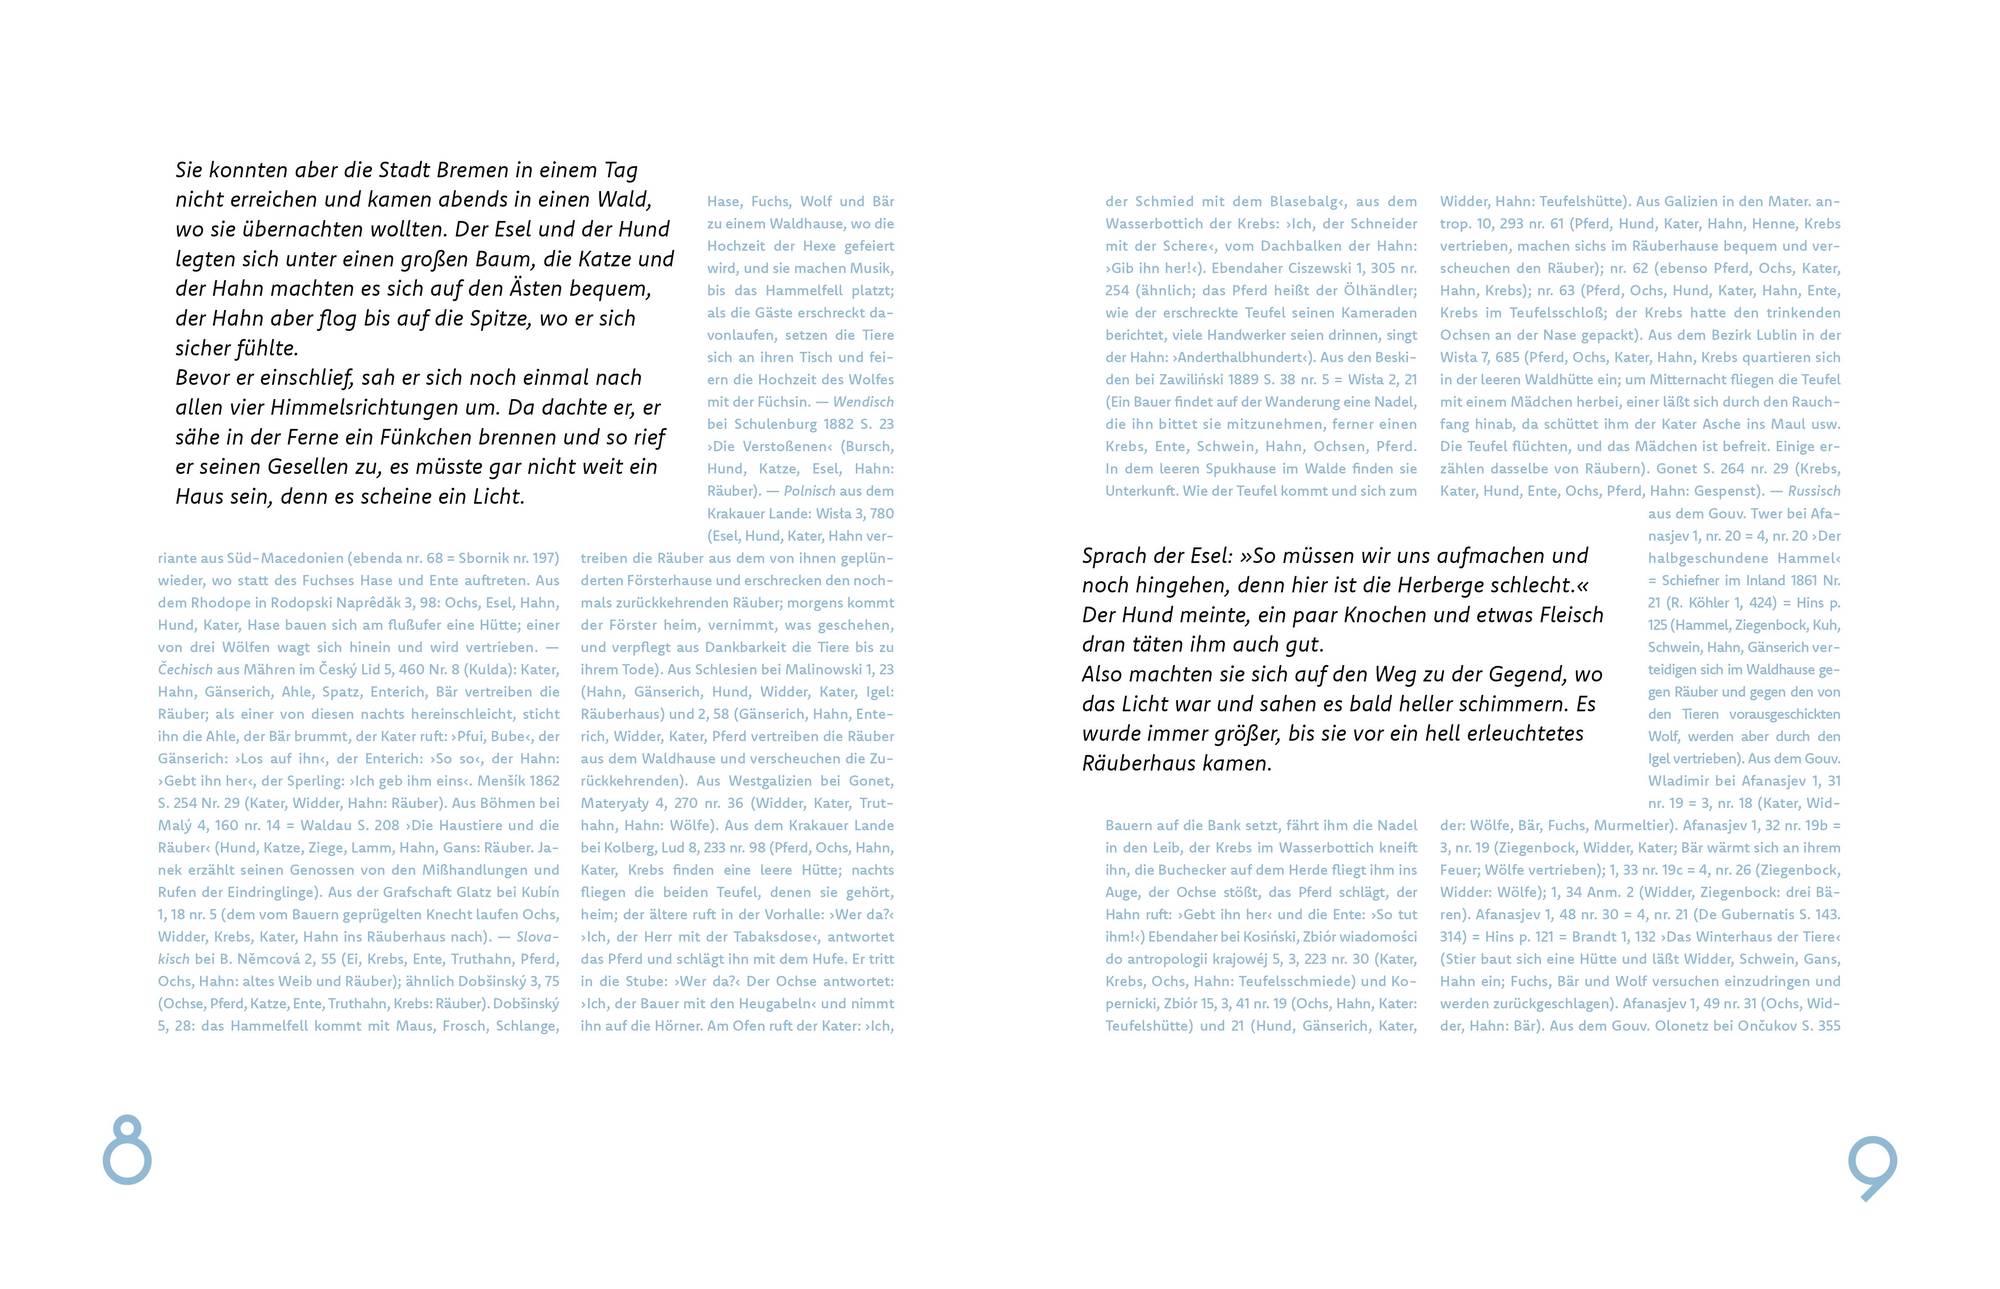 Sie konnten aber die Stadt Bremen in einem Tag
nicht erreichen und kamen abends in einen Wald,
wo sie übernachten wollten. Der Esel und der Hund
legten sich unter einen großen Baum, die Katze und
der Hahn machten es sich auf den Ästen bequem,
der Hahn aber flog bis auf die Spitze, wo er sich
sicher fühlte.
Bevor er einschlief, sah er sich noch einmal nach
allen vier Himmelsrichtungen um. Da dachte er, er
sähe in der Ferne ein Fünkchen brennen und so rief
er seinen Gesellen zu, es müsste gar nicht weit ein
Haus sein, denn es scheine ein Licht.
riante aus Süd-Macedonien (ebenda nr. 68 = Sbornik nr. 197)
wieder, wo statt des Fuchses Hase und Ente auftreten. Aus
dem Rhodope in Rodopski Naprêdăk 3, 98: Ochs, Esel, Hahn,
Hund, Kater, Hase bauen sich am flußufer eine Hütte; einer
von drei Wölfen wagt sich hinein und wird vertrieben. —
Čechisch aus Mähren im Český Lid 5, 460 Nr. 8 (Kulda): Kater,
Hahn, Gänserich, Ahle, Spatz, Enterich, Bär vertreiben die
Räuber; als einer von diesen nachts hereinschleicht, sticht
ihn die Ahle, der Bär brummt, der Kater ruft: ›Pfui, Bube‹, der
Gänserich: ›Los auf ihn‹, der Enterich: ›So so‹, der Hahn:
›Gebt ihn her‹, der Sperling: ›Ich geb ihm eins‹. Menšik 1862
S. 254 Nr. 29 (Kater, Widder, Hahn: Räuber). Aus Böhmen bei
Malý 4, 160 nr. 14 = Waldau S. 208 ›Die Haustiere und die
Räuber‹ (Hund, Katze, Ziege, Lamm, Hahn, Gans: Räuber. Ja-
nek erzählt seinen Genossen von den Mißhandlungen und
Rufen der Eindringlinge). Aus der Grafschaft Glatz bei Kubín
1, 18 nr. 5 (dem vom Bauern geprügelten Knecht laufen Ochs,
Widder, Krebs, Kater, Hahn ins Räuberhaus nach). — Slova-
kisch bei B. Němcová 2, 55 (Ei, Krebs, Ente, Truthahn, Pferd,
Ochs, Hahn: altes Weib und Räuber); ähnlich Dobšinský 3, 75
(Ochse, Pferd, Katze, Ente, Truthahn, Krebs: Räuber). Dobšinský
5, 28: das Hammelfell kommt mit Maus, Frosch, Schlange,
Hase, Fuchs, Wolf und Bär
zu einem Waldhause, wo die
Hochzeit der Hexe gefeiert
wird, und sie machen Musik,
bis das Hammelfell platzt;
als die Gäste erschreckt da-
vonlaufen, setzen die Tiere
sich an ihren Tisch und fei-
ern die Hochzeit des Wolfes
mit der Füchsin. — Wendisch
bei Schulenburg 1882 S. 23
›Die Verstoßenen‹ (Bursch,
Hund, Katze, Esel, Hahn:
Räuber). — Polnisch aus dem
Krakauer Lande: Wisła 3, 780
(Esel, Hund, Kater, Hahn ver-
treiben die Räuber aus dem von ihnen geplün-
derten Försterhause und erschrecken den noch-
mals zurückkehrenden Räuber; morgens kommt
der Förster heim, vernimmt, was geschehen,
und verpflegt aus Dankbarkeit die Tiere bis zu
ihrem Tode). Aus Schlesien bei Malinowski 1, 23
(Hahn, Gänserich, Hund, Widder, Kater, Igel:
Räuberhaus) und 2, 58 (Gänserich, Hahn, Ente-
rich, Widder, Kater, Pferd vertreiben die Räuber
aus dem Waldhause und verscheuchen die Zu-
rückkehrenden). Aus Westgalizien bei Gonet,
Materyały 4, 270 nr. 36 (Widder, Kater, Trut-
hahn, Hahn: Wölfe). Aus dem Krakauer Lande
bei Kolberg, Lud 8, 233 nr. 98 (Pferd, Ochs, Hahn,
Kater, Krebs finden eine leere Hütte; nachts
fliegen die beiden Teufel, denen sie gehört,
heim; der ältere ruft in der Vorhalle: ›Wer da?‹
›Ich, der Herr mit der Tabaksdose‹, antwortet
das Pferd und schlägt ihn mit dem Hufe. Er tritt
in die Stube: ›Wer da?‹ Der Ochse antwortet:
›Ich, der Bauer mit den Heugabeln‹ und nimmt
ihn auf die Hörner. Am Ofen ruft der Kater: ›Ich,
8
der Schmied mit dem Blasebalg‹, aus dem
Wasserbottich der Krebs: ›Ich, der Schneider
mit der Schere‹, vom Dachbalken der Hahn:
›Gib ihn her!‹). Ebendaher Ciszewski 1, 305 nr.
254 (ähnlich; das Pferd heißt der Ölhändler;
wie der erschreckte Teufel seinen Kameraden
berichtet, viele Handwerker seien drinnen, singt
der Hahn: ›Anderthalbhundert‹). Aus den Beski-
den bei Zawiliński 1889 S. 38 nr. 5 = Wisła 2, 21
(Ein Bauer findet auf der Wanderung eine Nadel,
die ihn bittet sie mitzunehmen, ferner einen
Krebs, Ente, Schwein, Hahn, Ochsen, Pferd.
In dem leeren Spukhause im Walde finden sie
Unterkunft. Wie der Teufel kommt und sich zum
Sprach der Esel: »So müssen wir uns aufmachen und
noch hingehen, denn hier ist die Herberge schlecht.«
Der Hund meinte, ein paar Knochen und etwas Fleisch
dran täten ihm auch gut.
Also machten sie sich auf den Weg zu der Gegend, wo
das Licht war und sahen es bald heller schimmern. Es
wurde immer größer, bis sie vor ein hell erleuchtetes
Räuberhaus kamen.
Bauern auf die Bank setzt, fährt ihm die Nadel
in den Leib, der Krebs im Wasserbottich kneift
ihn, die Buchecker auf dem Herde fliegt ihm ins
Auge, der Ochse stößt, das Pferd schlägt, der
Hahn ruft: ›Gebt ihn her‹ und die Ente: ›So tut
ihm!‹) Ebendaher bei Kosiński, Zbiór wiadomości
do antropologii krajowéj 5, 3, 223 nr. 30 (Kater,
Krebs, Ochs, Hahn: Teufelsschmiede) und Ko-
pernicki, Zbiór 15, 3, 41 nr. 19 (Ochs, Hahn, Kater:
Teufelshütte) und 21 (Hund, Gänserich, Kater,
Widder, Hahn: Teufelshütte). Aus Galizien in den Mater. an-
trop. 10, 293 nr. 61 (Pferd, Hund, Kater, Hahn, Henne, Krebs
vertrieben, machen sichs im Räuberhause bequem und ver-
scheuchen den Räuber); nr. 62 (ebenso Pferd, Ochs, Kater,
Hahn, Krebs); nr. 63 (Pferd, Ochs, Hund, Kater, Hahn, Ente,
Krebs im Teufelsschloß; der Krebs hatte den trinkenden
Ochsen an der Nase gepackt). Aus dem Bezirk Lublin in der
Wisła 7, 685 (Pferd, Ochs, Kater, Hahn, Krebs quartieren sich
in der leeren Waldhütte ein; um Mitternacht fliegen die Teufel
mit einem Mädchen herbei, einer läßt sich durch den Rauch-
fang hinab, da schüttet ihm der Kater Asche ins Maul usw.
Die Teufel flüchten, und das Mädchen ist befreit. Einige er-
zählen dasselbe von Räubern). Gonet S. 264 nr. 29 (Krebs,
Kater, Hund, Ente, Ochs, Pferd, Hahn: Gespenst). — Russisch
aus dem Gouv. Twer bei Afa-
nasjev 1, nr. 20 = 4, nr. 20 ›Der
halbgeschundene Hammel‹
= Schiefner im Inland 1861 Nr.
21 (R. Köhler 1, 424) = Hins p.
125 (Hammel, Ziegenbock, Kuh,
Schwein, Hahn, Gänserich ver-
teidigen sich im Waldhause ge-
gen Räuber und gegen den von
den Tieren vorausgeschickten
Wolf, werden aber durch den
Igel vertrieben). Aus dem Gouv.
Wladimir bei Afanasjev 1, 31
nr. 19 = 3, nr. 18 (Kater, Wid-
der: Wölfe, Bär, Fuchs, Murmeltier). Afanasjev 1, 32 nr. 19b =
3, nr. 19 (Ziegenbock, Widder, Kater; Bär wärmt sich an ihrem
Feuer; Wölfe vertrieben); 1, 33 nr. 19c = 4, nr. 26 (Ziegenbock,
Widder: Wölfe); 1, 34 Anm. 2 (Widder, Ziegenbock: drei Bä-
ren). Afanasjev 1, 48 nr. 30 = 4, nr. 21 (De Gubernatis S. 143.
314) = Hins p. 121 = Brandt 1, 132 ›Das Winterhaus der Tiere‹
(Stier baut sich eine Hütte und läßt Widder, Schwein, Gans,
Hahn ein; Fuchs, Bär und Wolf versuchen einzudringen und
werden zurückgeschlagen). Afanasjev 1, 49 nr. 31 (Ochs, Wid-
der, Hahn: Bär). Aus dem Gouv. Olonetz bei Ončukov S. 355
9